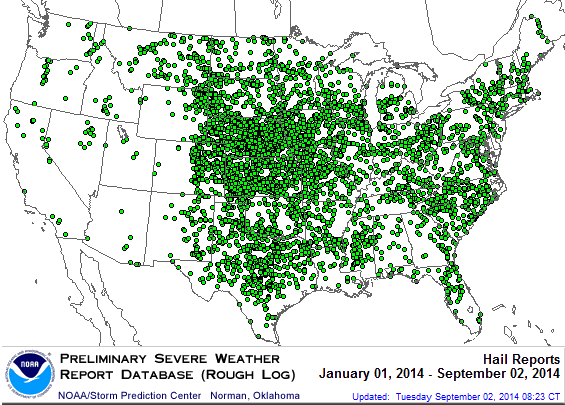 NOAA
PRELIMINARY SEVERE WEATHER
REPORT DATABASE (ROUGH LOG)
NOAA/Storm Prediction Center Norman, Oklahoma
Hail Reports
January 01, 2014 - September 02, 2014
Updated: Tuesday September 02, 2014 08:23 CT